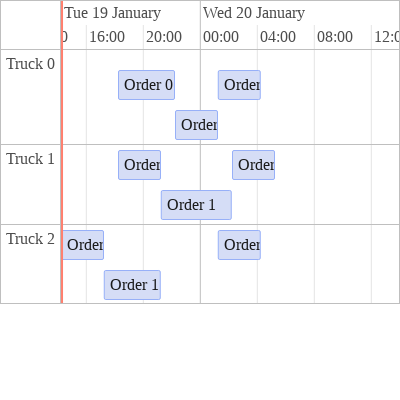 Tue 19 January Wed 20 January
0 16:00 20:00 00:00 04:00 08:00 12:0
Truck 0
Order 0 Order
Order
Truck 1
Order Order
Order 1
Truck 2
Order Order
Order 1